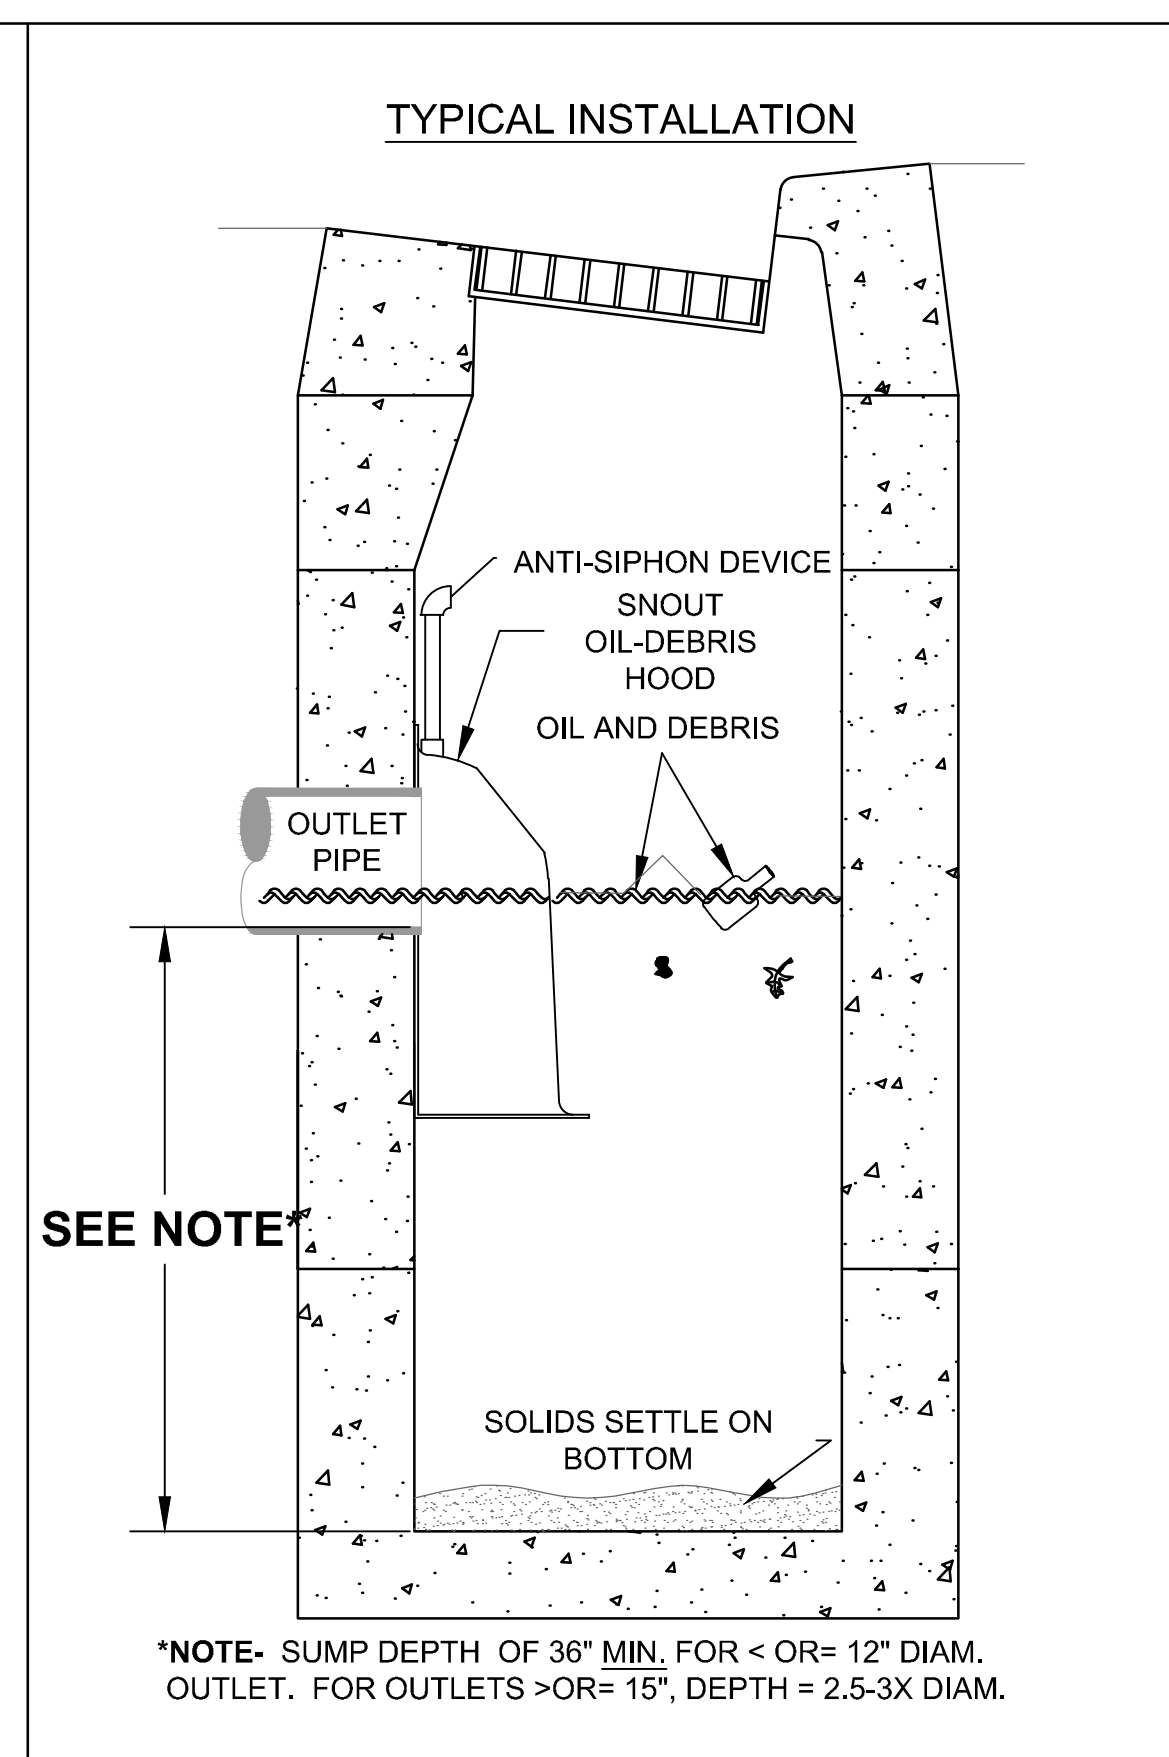 TYPICAL INSTALLATION
ANTI-SIPHON DEVICE
SNOUT
OIL-DEBRIS
HOOD
OIL AND DEBRIS
OUTLET
PIPE
SEE NOTE*
SOLIDS SETTLE ON
BOTTOM
*NOTE- SUMP DEPTH OF 36" MIN. FOR < OR= 12" DIAM.
OUTLET. FOR OUTLETS >OR= 15", DEPTH = 2.5-3X DIAM.